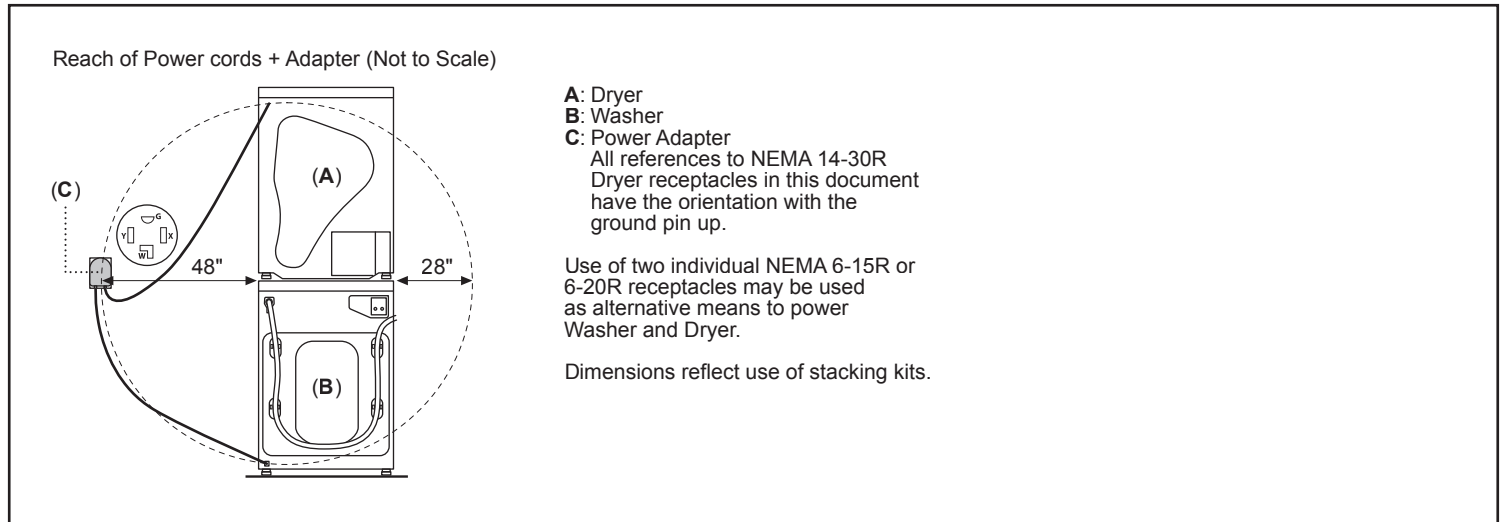 Reach of Power cords + Adapter (Not to Scale)
A: Dryer
B: Washer
C: Power Adapter
All references to NEMA 14-30R
Dryer receptacles in this document
have the orientation with the
ground pin up.
Use of two individual NEMA 6-15R or
6-20R receptacles may be used
as alternative means to power
Washer and Dryer.
Dimensions reflect use of stacking kits.
(A)
(C)
G
Y
X
W
48"
28"
(B)